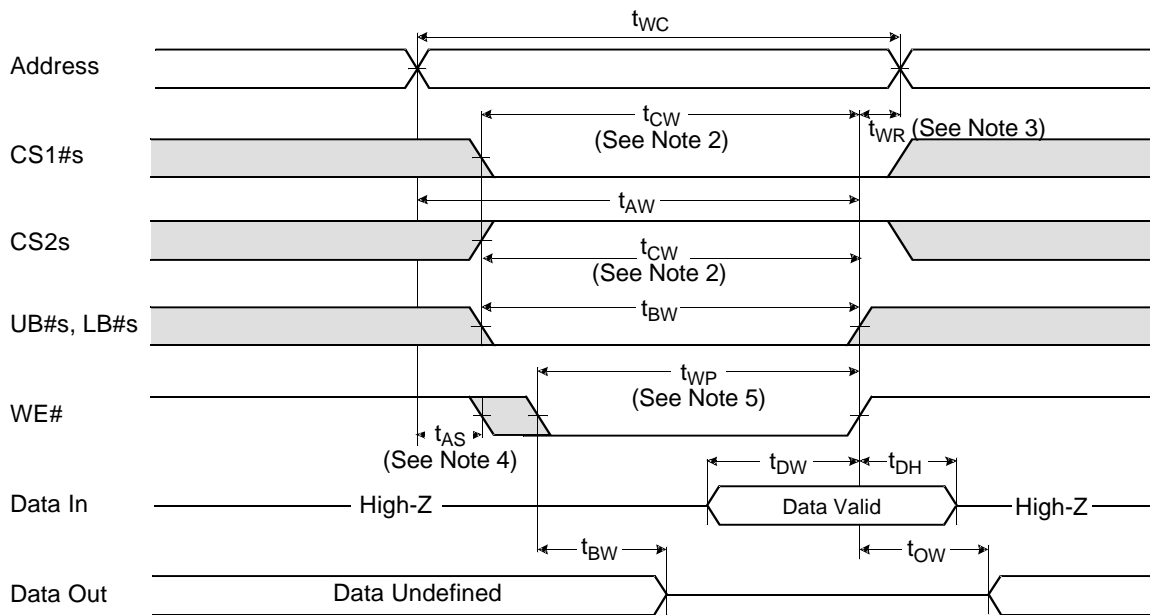 tWC
Address
tCW
(See Note 2)
tWR (See Note 3)
CS1#s
tAW
CS2s
tCW
(See Note 2)
tBW
UB#s, LB#s
tWP
(See Note 5)
WE#
tAS
(See Note 4)
tDW
tDH
Data In
High-Z
Data Valid
High-Z
tBW
tOW
Data Out
Data Undefined